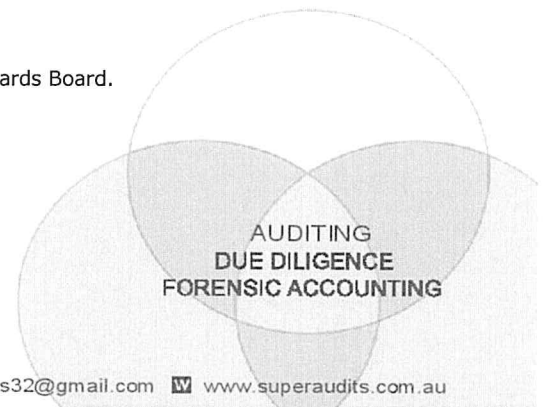 ards Board.
AUDITING
DUE DILIGENCE
FORENSIC ACCOUNTING
s32@gmail.com W www.superaudits.com.au